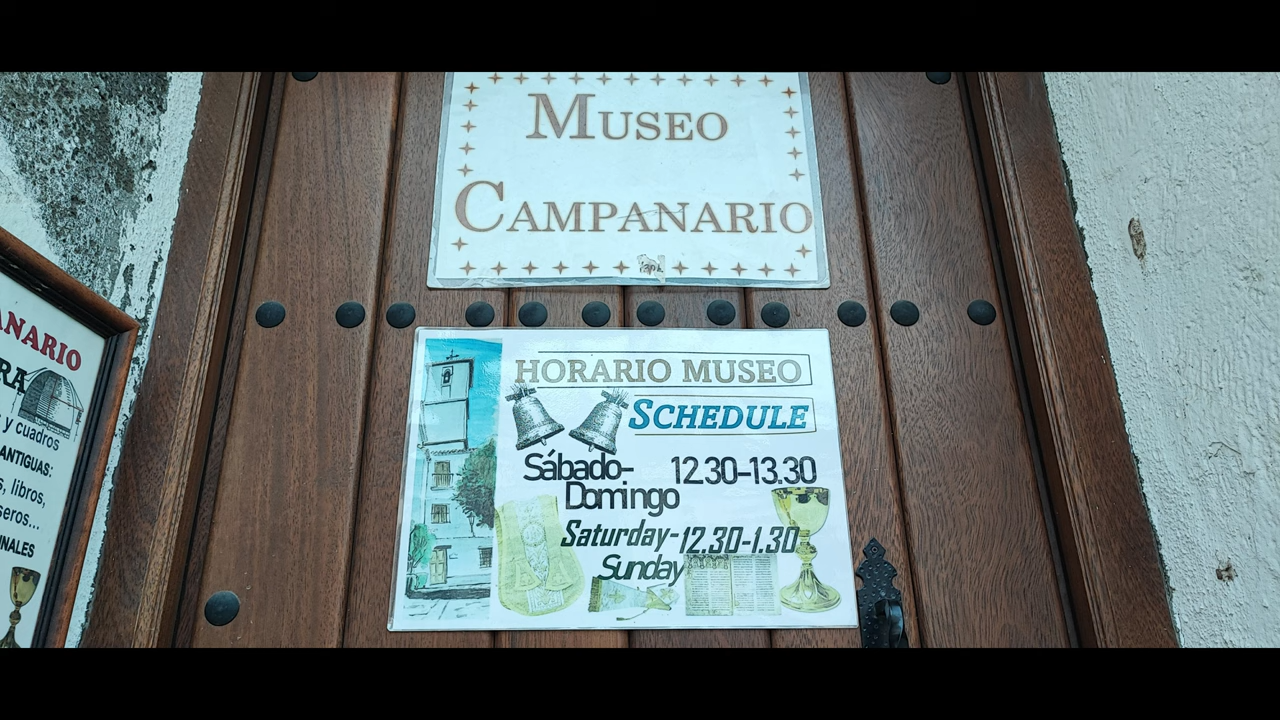 MUSEO
CAMPANARIO
HORARIO MUSEO
SCHEDULE
Sábado- 12.30-13.30
Domingo
Saturday- 12.30-1.30
Sunday
ANARIO
RA
y cuadros
ANTIGUAS:
s, libros,
seros...
NALES